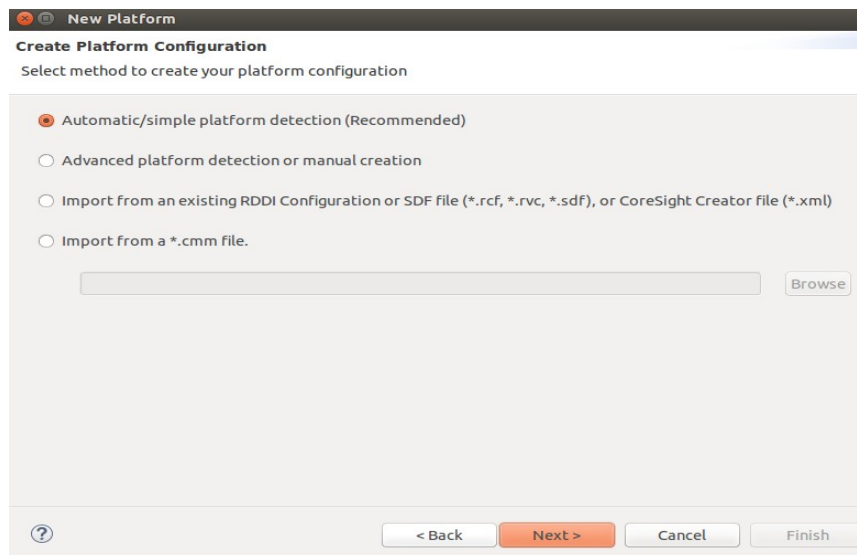 New Platform
Create Platform Configuration
Select method to create your platform configuration
Automatic/simple platform detection (Recommended)
Advanced platform detection or manual creation
Import from an existing RDDI Configuration or SDF file (*.rcf, *.rvc, *.sdf), or CoreSight Creator file (*.xml)
Import from a *.cmm file.
Browse
?
< Back Next > Cancel Finish